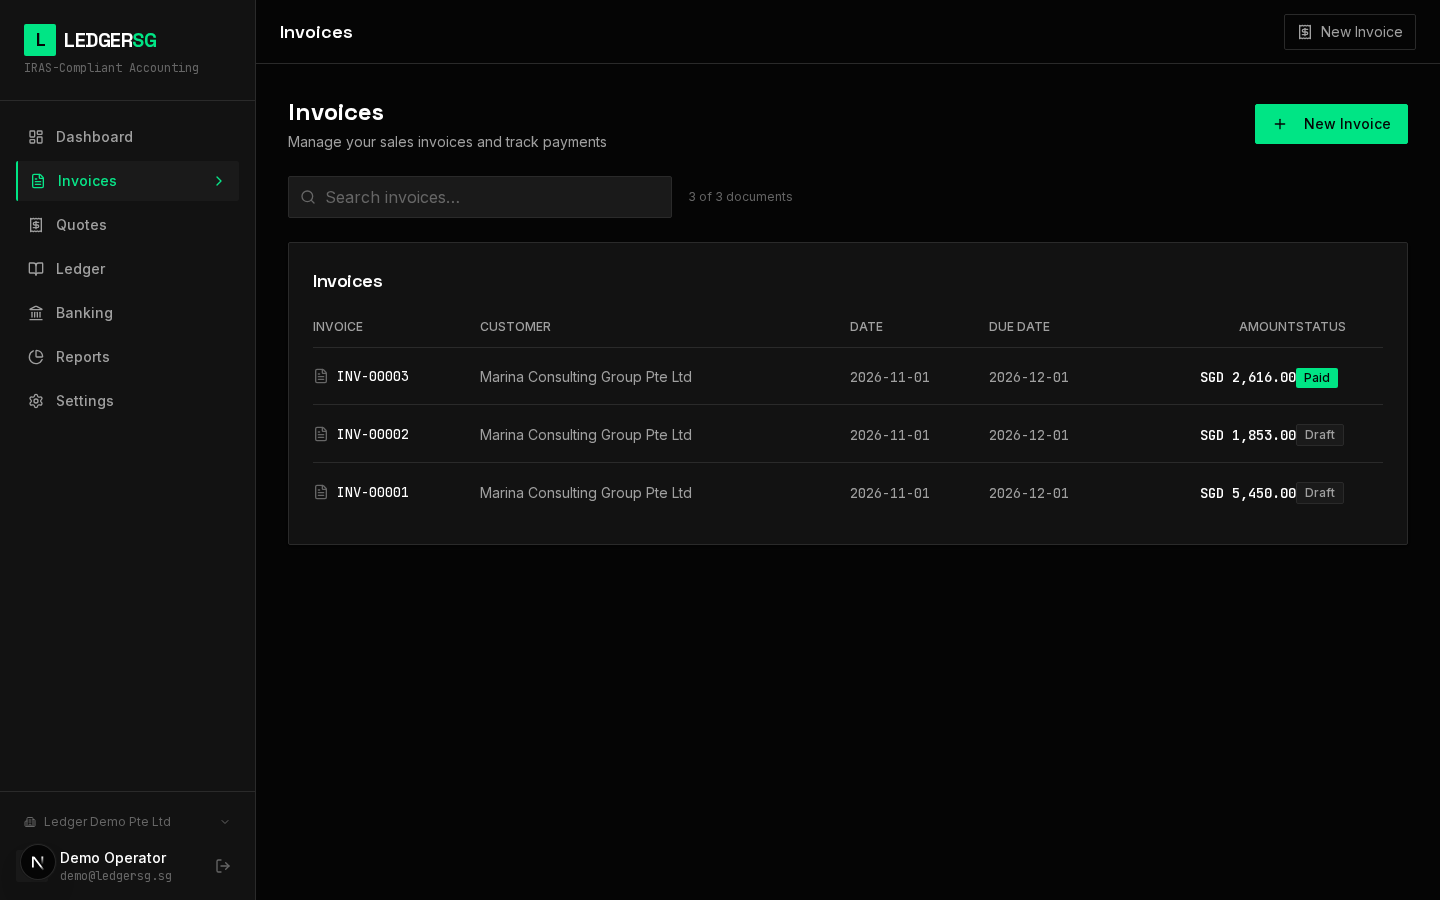 L LEDGERSG
IRAS-Compliant Accounting
Dashboard
Invoices
Quotes
Ledger
Banking
Reports
Settings
Ledger Demo Pte Ltd
N
Demo Operator
demo@ledgersg.sg
Invoices
New Invoice
Invoices
Manage your sales invoices and track payments
New Invoice
Search invoices...
3 of 3 documents
Invoices
INVOICE CUSTOMER DATE DUE DATE AMOUNT STATUS
INV-00003 Marina Consulting Group Pte Ltd 2026-11-01 2026-12-01 SGD 2,616.00 Paid
INV-00002 Marina Consulting Group Pte Ltd 2026-11-01 2026-12-01 SGD 1,853.00 Draft
INV-00001 Marina Consulting Group Pte Ltd 2026-11-01 2026-12-01 SGD 5,450.00 Draft